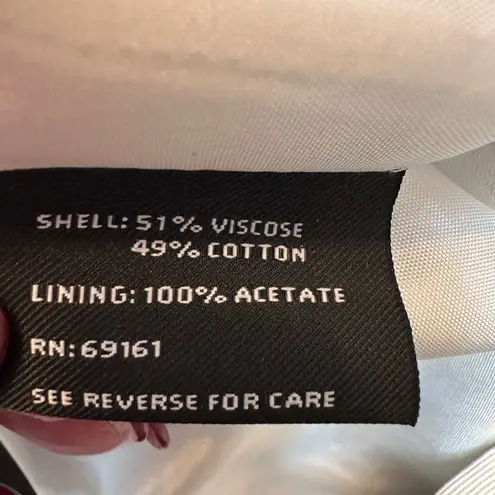 SHELL: 51% VISCOSE
49% COTTON
LINING: 100% ACETATE
RN: 69161
SEE REVERSE FOR CARE